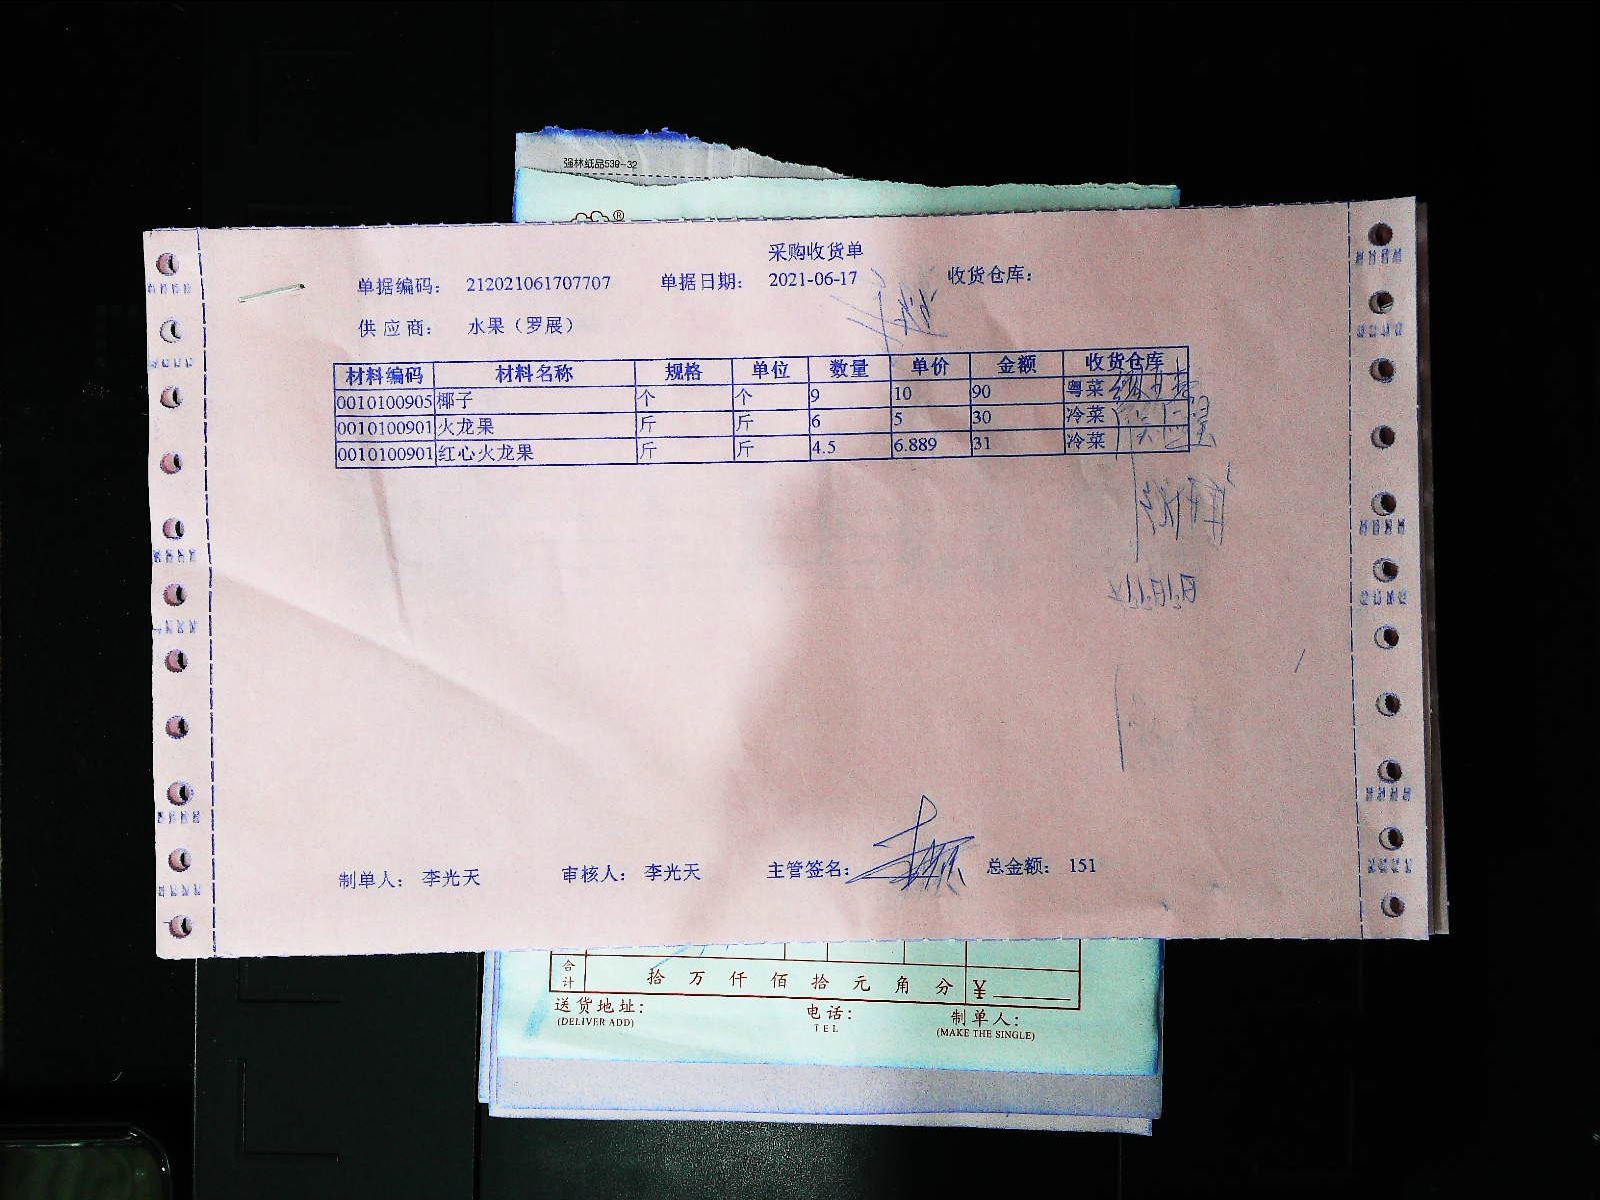 强林纸品539-32
®
采购收货单
单据编码： 212021061707707 单据日期： 2021-06-17 收货仓库：
供应商： 水果（罗展）
材料编码 材料名称 规格 单位 数量 单价 金额 收货仓库
0010100905 椰子 个 个 9 10 90 粤菜
0010100901 火龙果 斤 斤 6 5 30 冷菜
0010100901 红心火龙果 斤 斤 4.5 6.889 31 冷菜
制单人： 李光天 审核人： 李光天 主管签名： 总金额： 151
合计 拾 万 仟 佰 拾 元 角 分 ¥
送货地址： 电话： 制单人：
(DELIVER ADD) TEL (MAKE THE SINGLE)